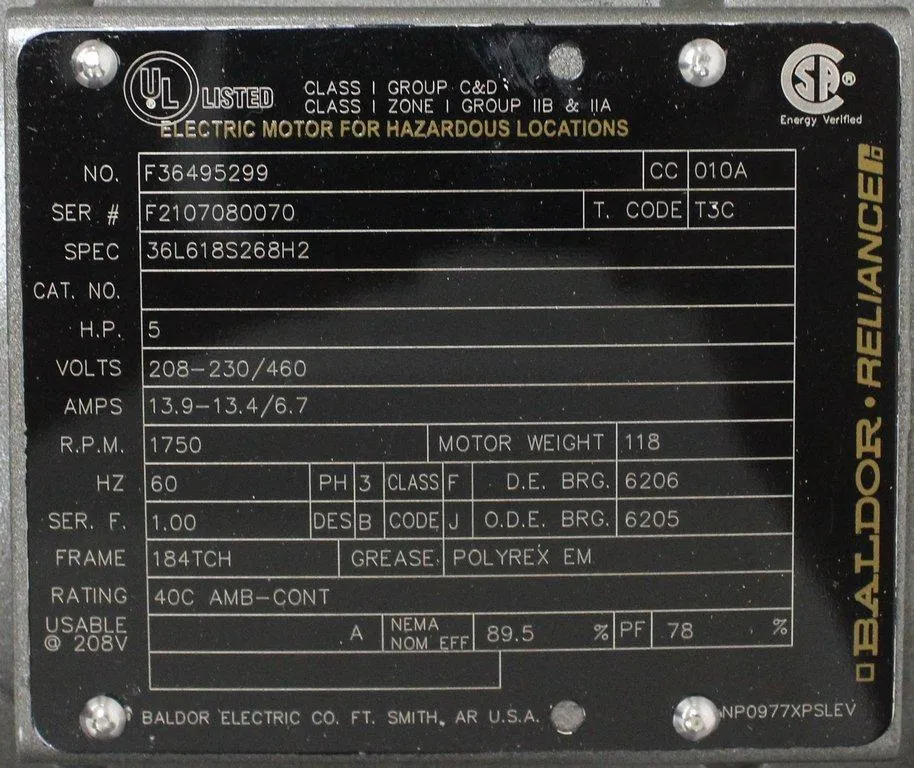 UL® LISTED
CLASS I GROUP C&D
CLASS I ZONE I GROUP IIB & IIA
ELECTRIC MOTOR FOR HAZARDOUS LOCATIONS
SA®
Energy Verified
NO. F36495299 CC 010A
SER # F2107080070 T. CODE T3C
SPEC 36L618S268H2
CAT. NO.
H.P. 5
VOLTS 208-230/460
AMPS 13.9-13.4/6.7
R.P.M. 1750 MOTOR WEIGHT 118
HZ 60 PH 3 CLASS F D.E. BRG. 6206
SER. F. 1.00 DES B CODE J O.D.E. BRG. 6205
FRAME 184TCH GREASE POLYREX EM
RATING 40C AMB-CONT
USABLE @ 208V A NEMA NOM EFF 89.5 % PF 78 %
BALDOR ELECTRIC CO. FT. SMITH, AR U.S.A.
NP0977XPSLEV
BALDOR • RELIANCE